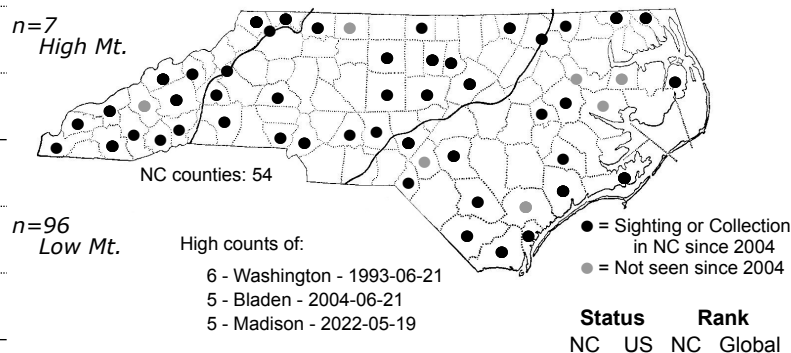 n=7
High Mt.
NC counties: 54
n=96
Low Mt.
High counts of:
6 - Washington - 1993-06-21
5 - Bladen - 2004-06-21
5 - Madison - 2022-05-19
= Sighting or Collection
in NC since 2004
= Not seen since 2004
Status Rank
NC US NC Global